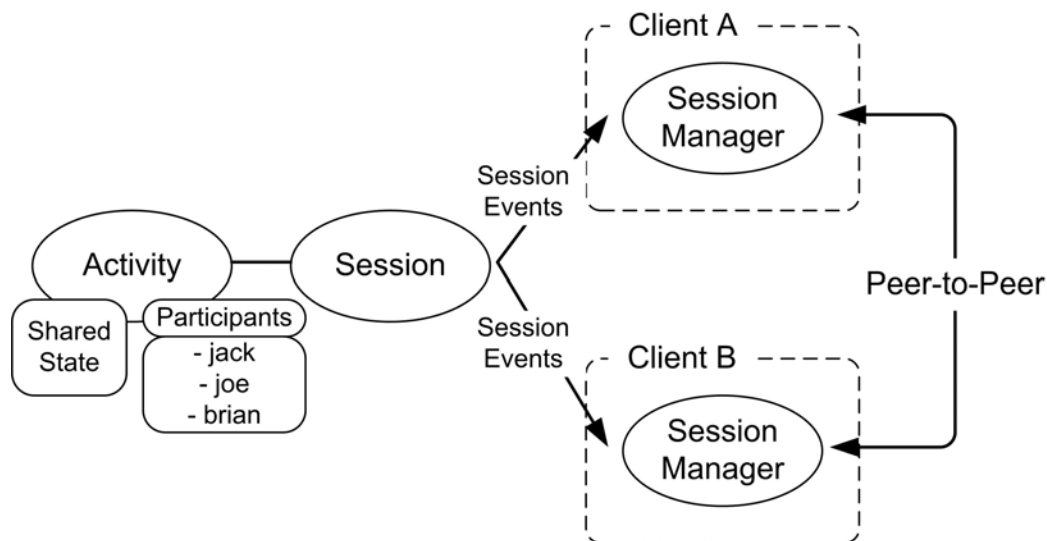 Client A
Session
Manager
Session
Events
Activity
Session
Peer-to-Peer
Shared
State
Participants
- jack
- joe
- brian
Session
Events
Client B
Session
Manager